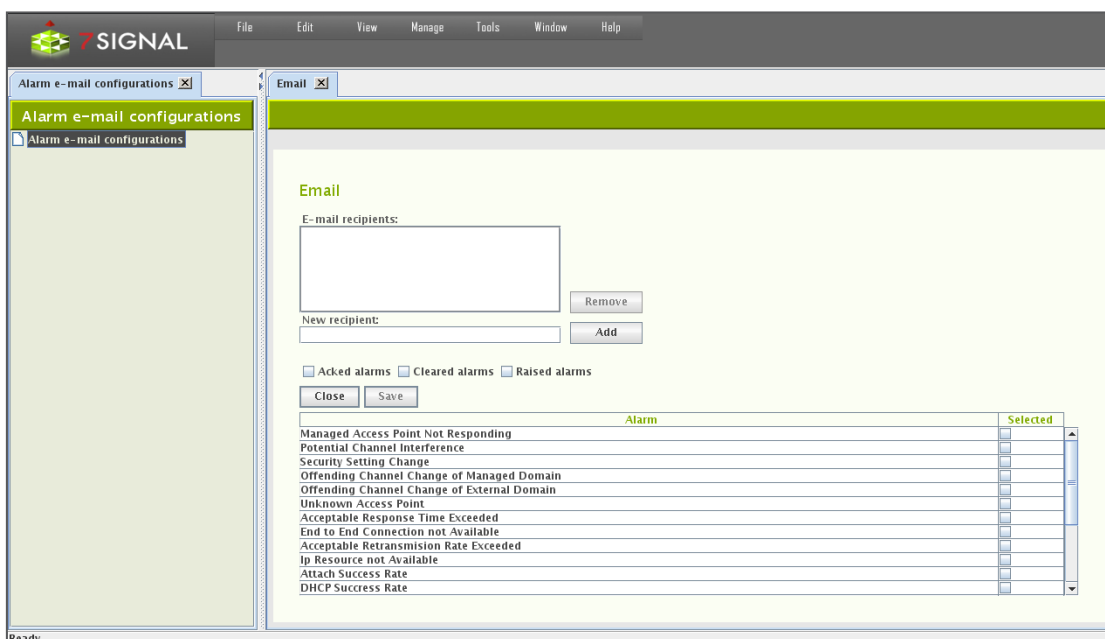 7SIGNAL
File Edit View Manage Tools Window Help
Alarm e-mail configurations
Email
Alarm e-mail configurations
Alarm e-mail configurations
Email
E-mail recipients:
Remove
New recipient:
Add
Acked alarms Cleared alarms Raised alarms
Close Save
Alarm Selected
Managed Access Point Not Responding
Potential Channel Interference
Security Setting Change
Offending Channel Change of Managed Domain
Offending Channel Change of External Domain
Unknown Access Point
Acceptable Response Time Exceeded
End to End Connection not Available
Acceptable Retransmision Rate Exceeded
Ip Resource not Available
Attach Success Rate
DHCP Succress Rate
Ready